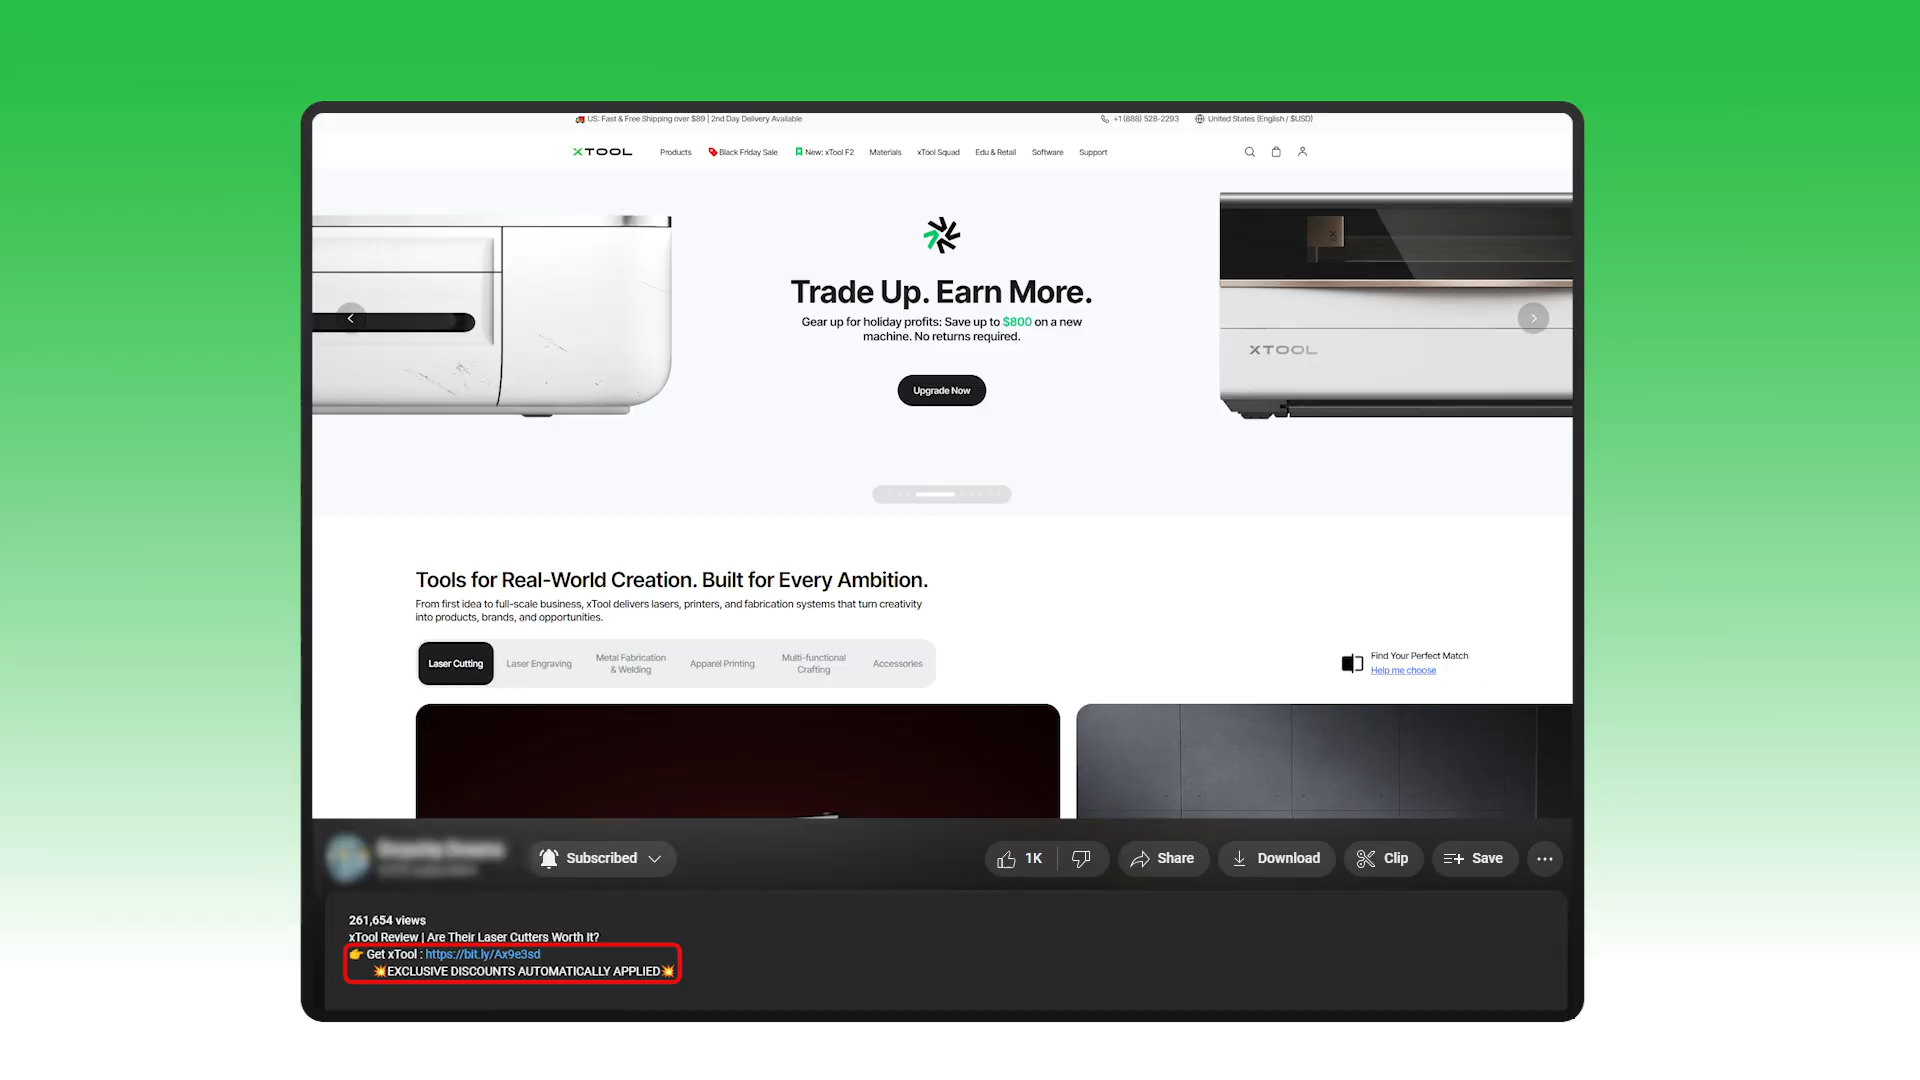 US: Fast & Free Shipping over $89 | 2nd Day Delivery Available
+1 (888) 528-2293
United States (English / $USD)
XTOOL
Products
Black Friday Sale
New: xTool F2
Materials
xTool Squad
Edu & Retail
Software
Support
Trade Up. Earn More.
Gear up for holiday profits: Save up to $800 on a new
machine. No returns required.
Upgrade Now
XTOOL
Tools for Real-World Creation. Built for Every Ambition.
From first idea to full-scale business, xTool delivers lasers, printers, and fabrication systems that turn creativity
into products, brands, and opportunities.
Laser Cutting
Laser Engraving
Metal Fabrication
& Welding
Apparel Printing
Multi-functional
Crafting
Accessories
Find Your Perfect Match
Help me choose
Subscribed
1K
Share
Download
Clip
Save
261,654 views
xTool Review | Are Their Laser Cutters Worth It?
👉 Get xTool : https://bit.ly/Ax9e3sd
💥EXCLUSIVE DISCOUNTS AUTOMATICALLY APPLIED💥